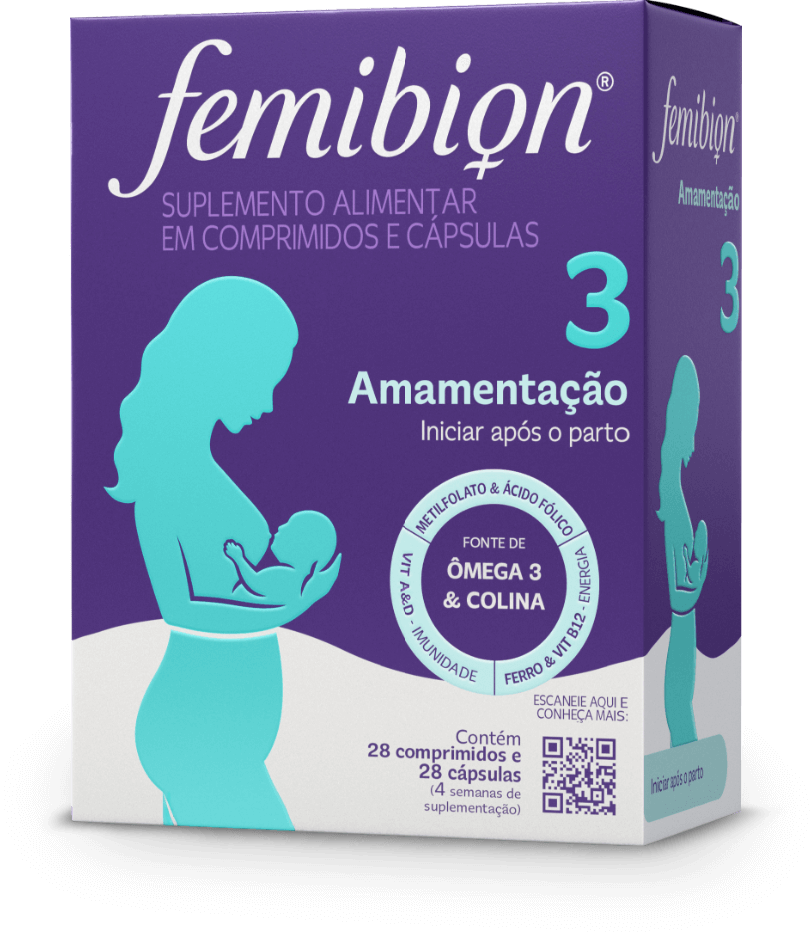 femibion®
SUPLEMENTO ALIMENTAR
EM COMPRIMIDOS E CÁPSULAS
3
Amamentação
Iniciar após o parto
METILFOLATO & ÁCIDO FÓLICO
FONTE DE
ÔMEGA 3
& COLINA
VIT A&D - IMUNIDADE
FERRO & VIT B12 - ENERGIA
ESCANEIE AQUI E
CONHEÇA MAIS:
Contém
28 comprimidos e
28 cápsulas
(4 semanas de
suplementação)
femibion®
Amamentação
3
Iniciar após o parto